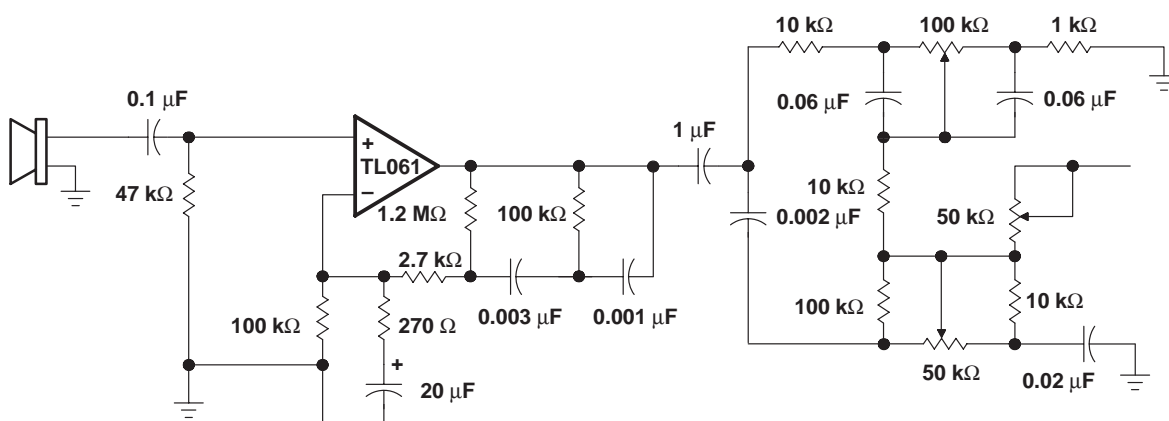 10 kΩ
100 kΩ
1 kΩ
0.1 μF
0.06 μF
0.06 μF
1 μF
+
TL061
−
47 kΩ
1.2 MΩ
100 kΩ
10 kΩ
0.002 μF
50 kΩ
2.7 kΩ
100 kΩ
270 Ω
0.003 μF
0.001 μF
100 kΩ
10 kΩ
+
20 μF
50 kΩ
0.02 μF